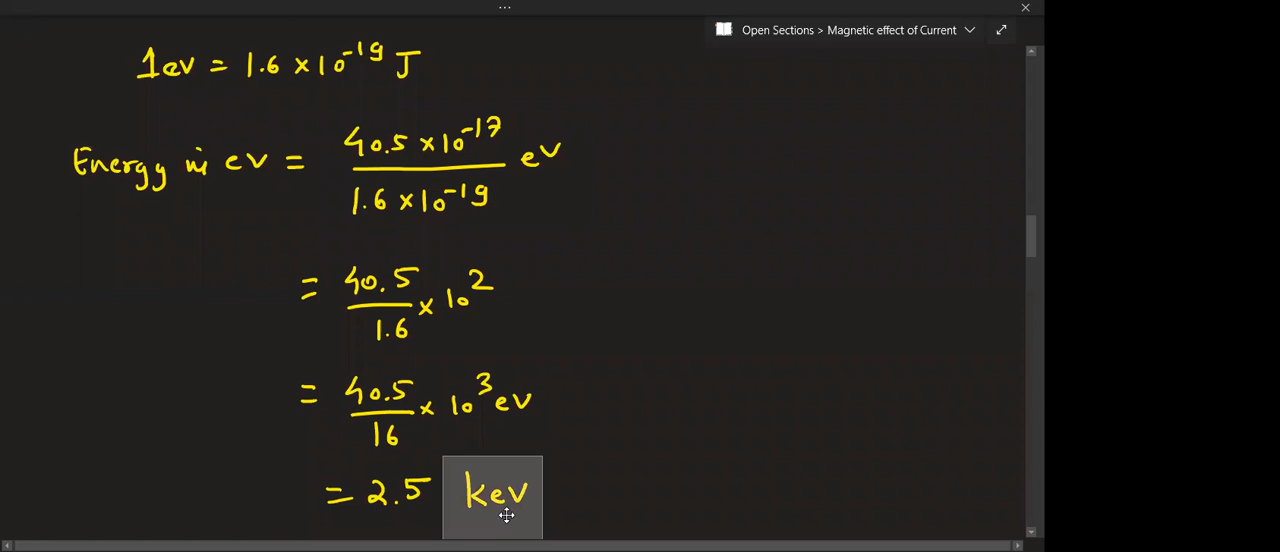 ...
Open Sections > Magnetic effect of Current
1ev = 1.6 × 10⁻¹⁹ J
Energy in ev = 40.5 × 10⁻¹⁷ / 1.6 × 10⁻¹⁹ ev
= 40.5 / 1.6 × 10²
= 40.5 / 16 × 10³ ev
= 2.5 kev